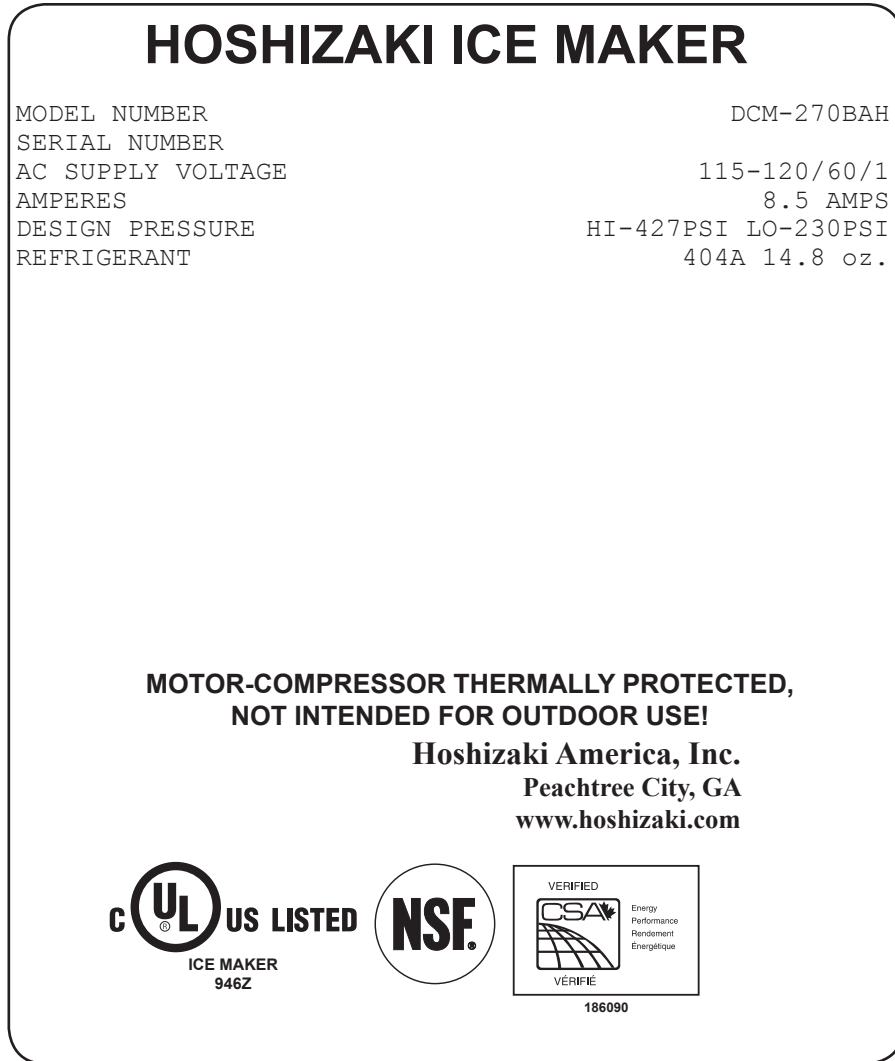 HOSHIZAKI ICE MAKER
MODEL NUMBER DCM-270BAH
SERIAL NUMBER
AC SUPPLY VOLTAGE 115-120/60/1
AMPERES 8.5 AMPS
DESIGN PRESSURE HI-427PSI LO-230PSI
REFRIGERANT 404A 14.8 oz.
MOTOR-COMPRESSOR THERMALLY PROTECTED,
NOT INTENDED FOR OUTDOOR USE!
Hoshizaki America, Inc.
Peachtree City, GA
www.hoshizaki.com
C UL ® US LISTED
ICE MAKER
946Z
NSF®
VERIFIED
CSA
Energy
Performance
Rendement
Énergétique
VÉRIFIÉ
186090